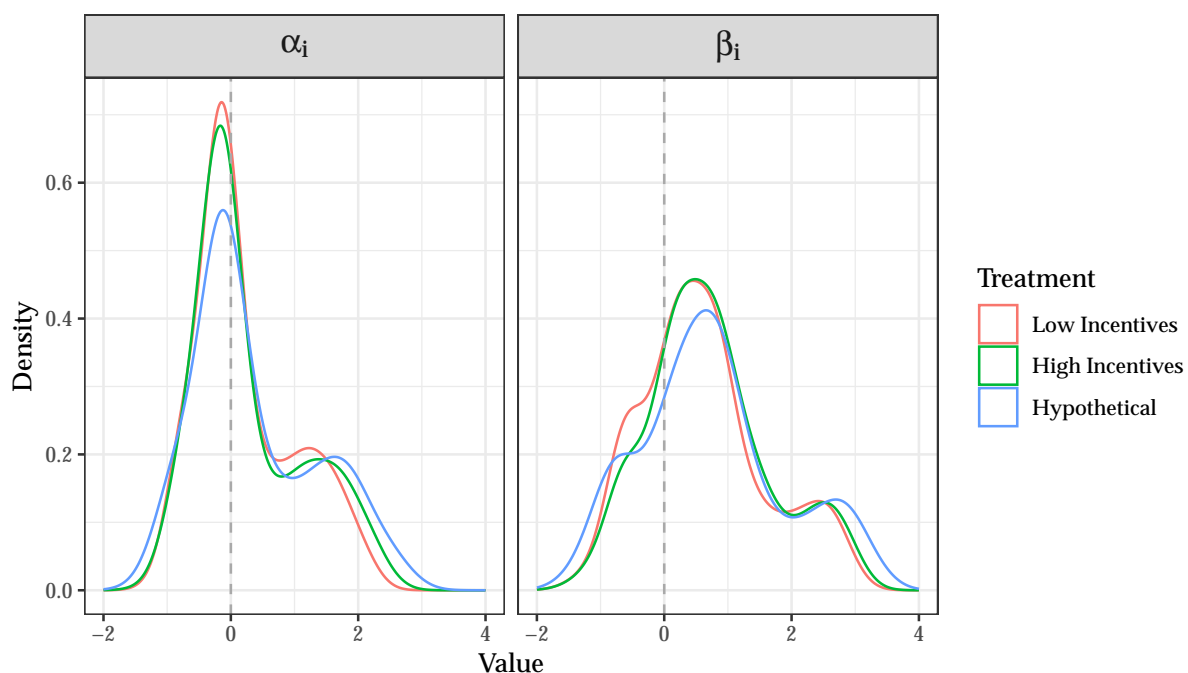 αi
βi
Density
0.6
0.4
0.2
0.0
−2
0
2
4
−2
0
2
4
Value
Treatment
Low Incentives
High Incentives
Hypothetical